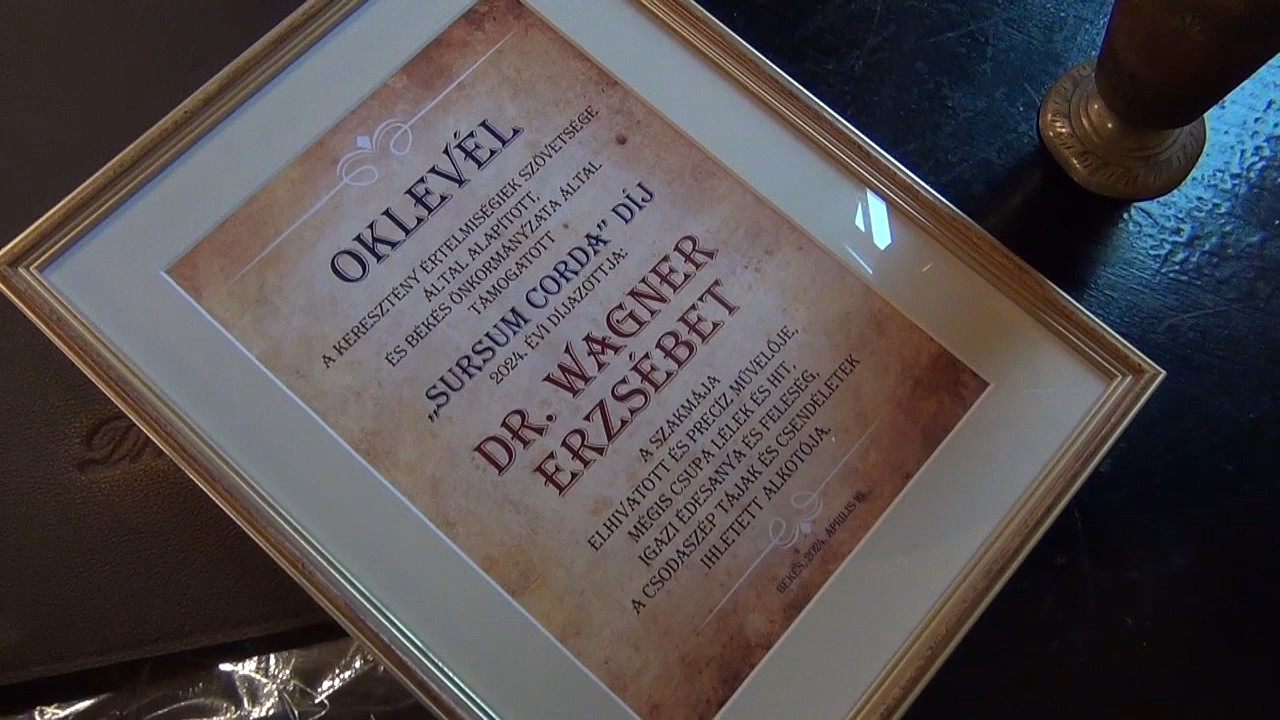 OKLEVÉL
A KERESZTÉNY ÉRTELMISÉGIEK SZÖVETSÉGE
ÁLTAL ALAPÍTOTT,
ÉS BÉKÉS ÖNKORMÁNYZATA ÁLTAL
TÁMOGATOTT
„SURSUM CORDA” DÍJ
2024. ÉVI DÍJAZOTTJA:
DR. WAGNER
ERZSÉBET
A SZAKMÁJA
ELHIVATOTT ÉS PRECÍZ MŰVELŐJE,
MÉGIS CSUPA LÉLEK ÉS HIT,
IGAZI ÉDESANYA ÉS FELESÉG,
A CSODASZÉP TÁJAK ÉS CSENDÉLETEK
IHLETETT ALKOTÓJA.
BÉKÉS, 2024. ÁPRILIS